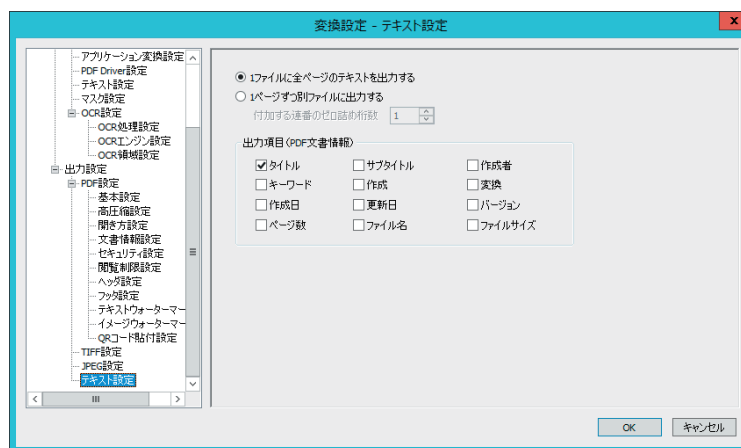 変換設定 - テキスト設定
x
アプリケーション変換設定
PDF Driver設定
テキスト設定
マスク設定
OCR設定
OCR処理設定
OCRエンジン設定
OCR領域設定
出力設定
PDF設定
基本設定
高圧縮設定
開き方設定
文書情報設定
セキュリティ設定
閲覧制限設定
ヘッダ設定
フッタ設定
テキストウォーターマー
イメージウォーターマー
QRコード貼付設定
TIFF設定
JPEG設定
テキスト設定
1ファイルに全ページのテキストを出力する
1ページずつ別ファイルに出力する
付加する連番のゼロ詰め桁数 1
出力項目(PDF文書情報)
タイトル サブタイトル 作成者
キーワード 作成 変換
作成日 更新日 バージョン
ページ数 ファイル名 ファイルサイズ
OK キャンセル